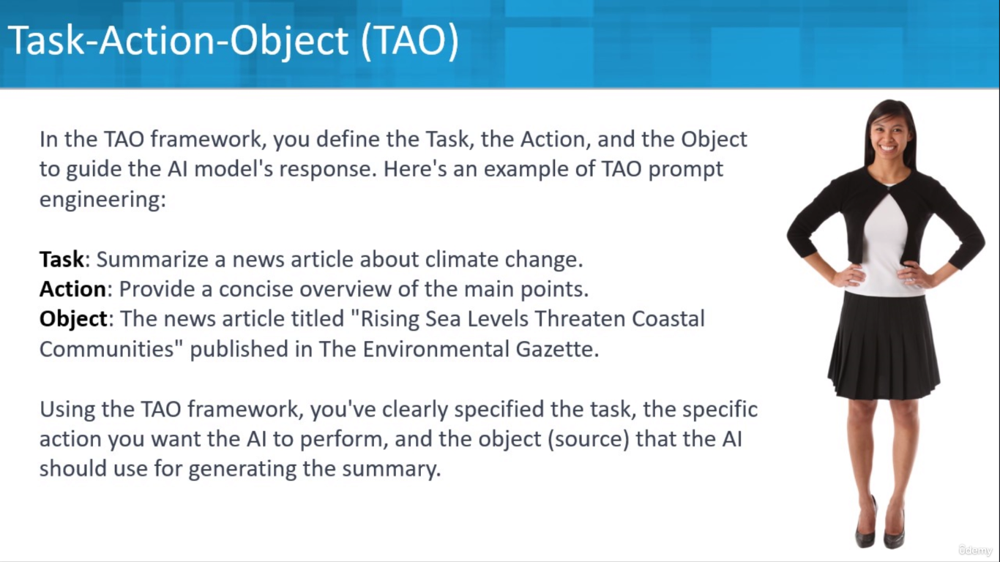 Task-Action-Object (TAO)
In the TAO framework, you define the Task, the Action, and the Object
to guide the AI model's response. Here's an example of TAO prompt
engineering:
Task: Summarize a news article about climate change.
Action: Provide a concise overview of the main points.
Object: The news article titled "Rising Sea Levels Threaten Coastal
Communities" published in The Environmental Gazette.
Using the TAO framework, you've clearly specified the task, the specific
action you want the AI to perform, and the object (source) that the AI
should use for generating the summary.
ûdemy